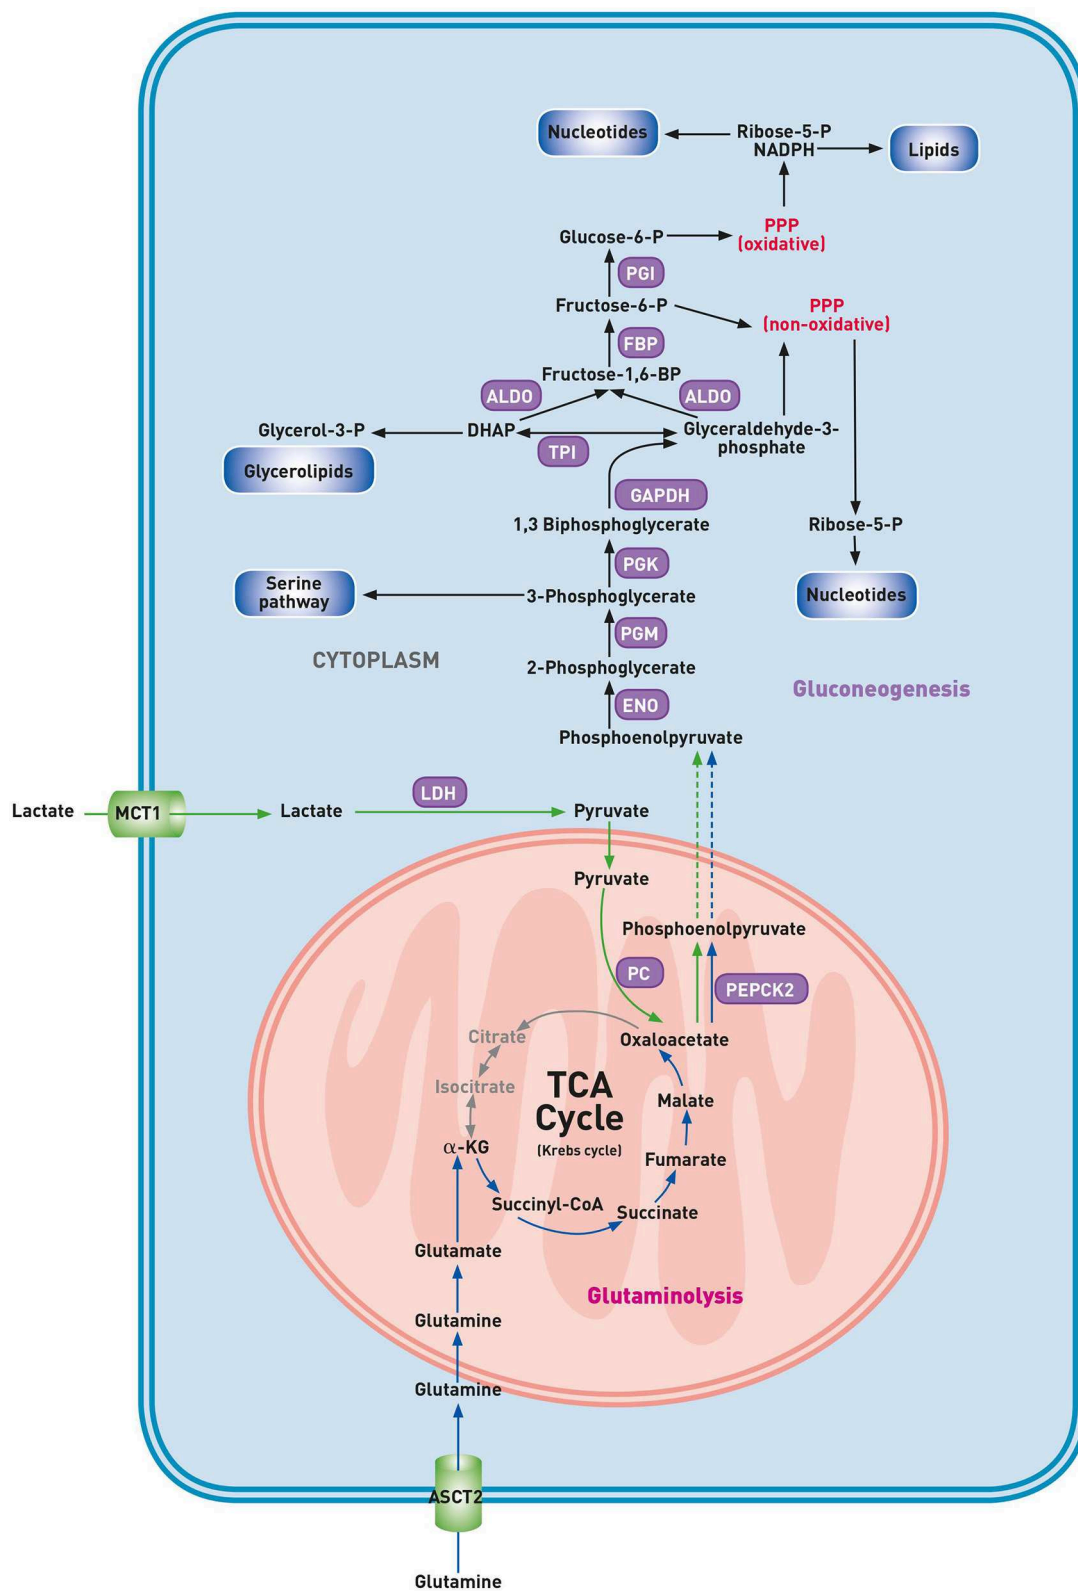 Nucleotides
Ribose-5-P
NADPH
Lipids
Glucose-6-P
PPP
(oxidative)
PGI
Fructose-6-P
PPP
(non-oxidative)
FBP
Fructose-1,6-BP
ALDO
ALDO
Glycerol-3-P
DHAP
Glyceraldehyde-3-
phosphate
TPI
Glycerolipids
GAPDH
1,3 Biphosphoglycerate
Ribose-5-P
PGK
Serine
pathway
3-Phosphoglycerate
Nucleotides
PGM
CYTOPLASM
2-Phosphoglycerate
Gluconeogenesis
ENO
Phosphoenolpyruvate
LDH
Lactate
MCT1
Lactate
Pyruvate
Pyruvate
Phosphoenolpyruvate
PC
PEPCK2
Citrate
Oxaloacetate
Isocitrate
TCA
Cycle
(Krebs cycle)
Malate
α-KG
Fumarate
Succinyl-CoA
Succinate
Glutamate
Glutaminolysis
Glutamine
Glutamine
ASCT2
Glutamine